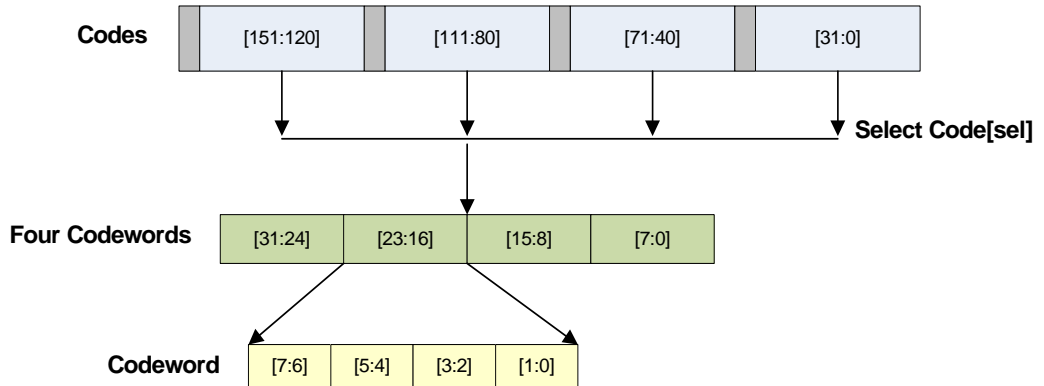 Codes [151:120] [111:80] [71:40] [31:0]
Select Code[sel]
Four Codewords [31:24] [23:16] [15:8] [7:0]
Codeword [7:6] [5:4] [3:2] [1:0]